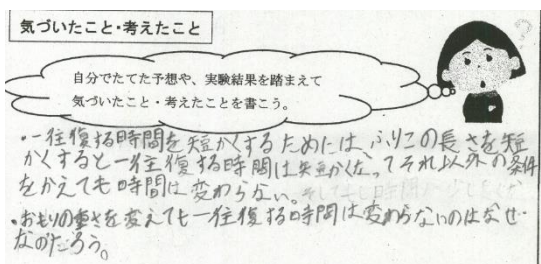 気づいたこと・考えたこと
?
自分でたてた予想や、実験結果を踏まえて
気づいたこと・考えたことを書こう。
・一往復する時間を短かくするためには、ふりこの長さを短
かくすると一往復する時間は短かくなってそれ以外の条件
をかえても時間は変わらない。
・おもりの重さを変えても一往復する時間は変わらないのはなぜ
なのだろう。